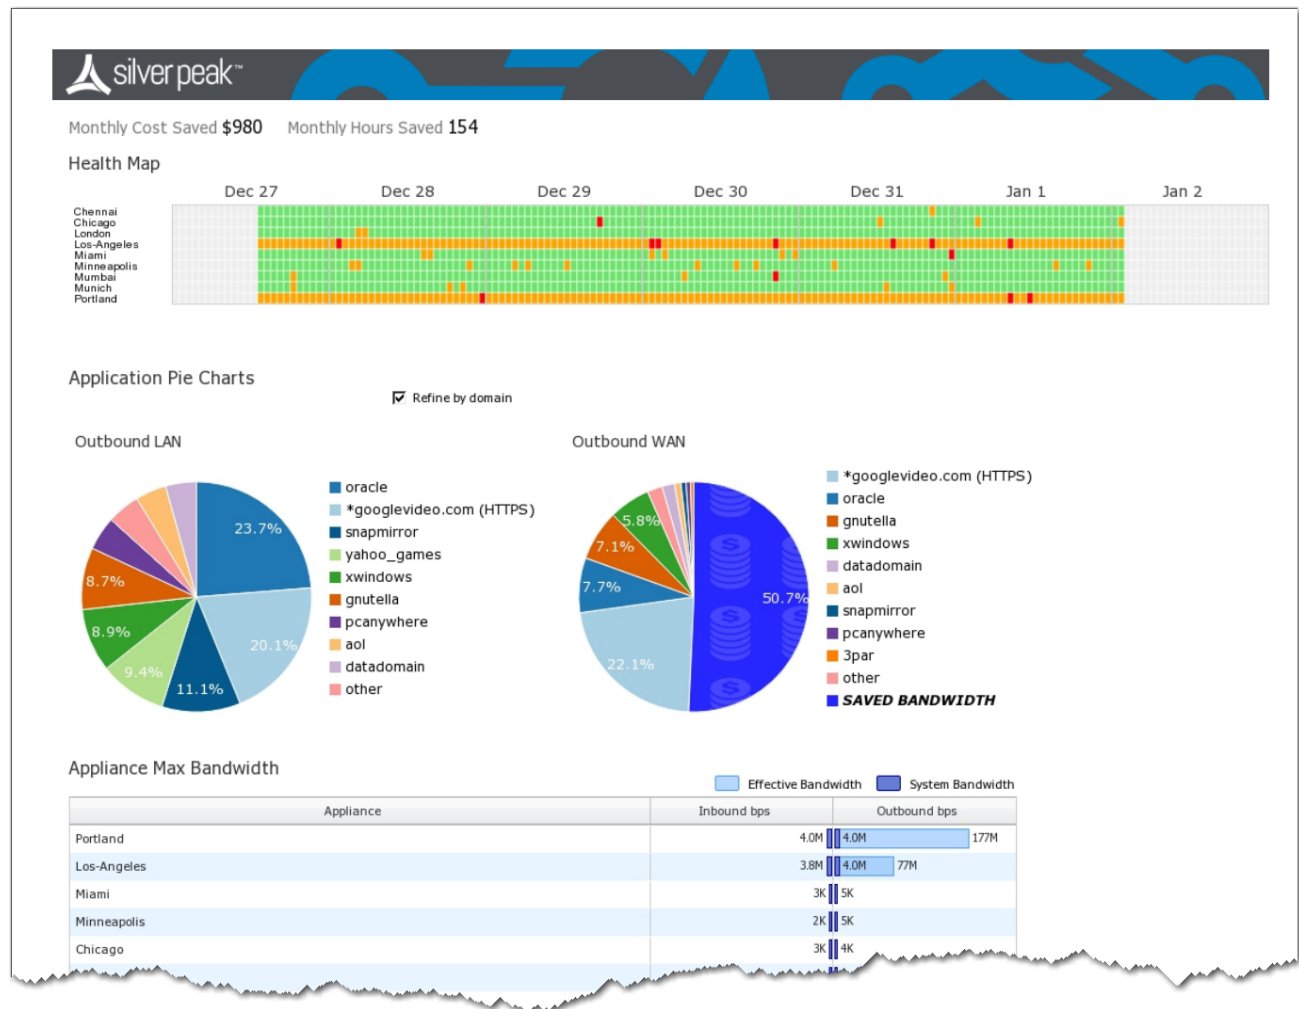 silver peak™
Monthly Cost Saved $980 Monthly Hours Saved 154
Health Map
Dec 27 Dec 28 Dec 29 Dec 30 Dec 31 Jan 1 Jan 2
Chennai
Chicago
London
Los-Angeles
Miami
Minneapolis
Mumbai
Munich
Portland
Application Pie Charts
Refine by domain
Outbound LAN
23.7%
20.1%
11.1%
9.4%
8.9%
8.7%
oracle
*googlevideo.com (HTTPS)
snapmirror
yahoo_games
xwindows
gnutella
pcanywhere
aol
datadomain
other
Outbound WAN
5.8%
7.1%
7.7%
22.1%
50.7%
*googlevideo.com (HTTPS)
oracle
gnutella
xwindows
datadomain
aol
snapmirror
pcanywhere
3par
other
SAVED BANDWIDTH
Appliance Max Bandwidth
Effective Bandwidth System Bandwidth
Appliance Inbound bps Outbound bps
Portland 4.0M 4.0M 177M
Los-Angeles 3.8M 4.0M 77M
Miami 3K 5K
Minneapolis 2K 5K
Chicago 3K 4K